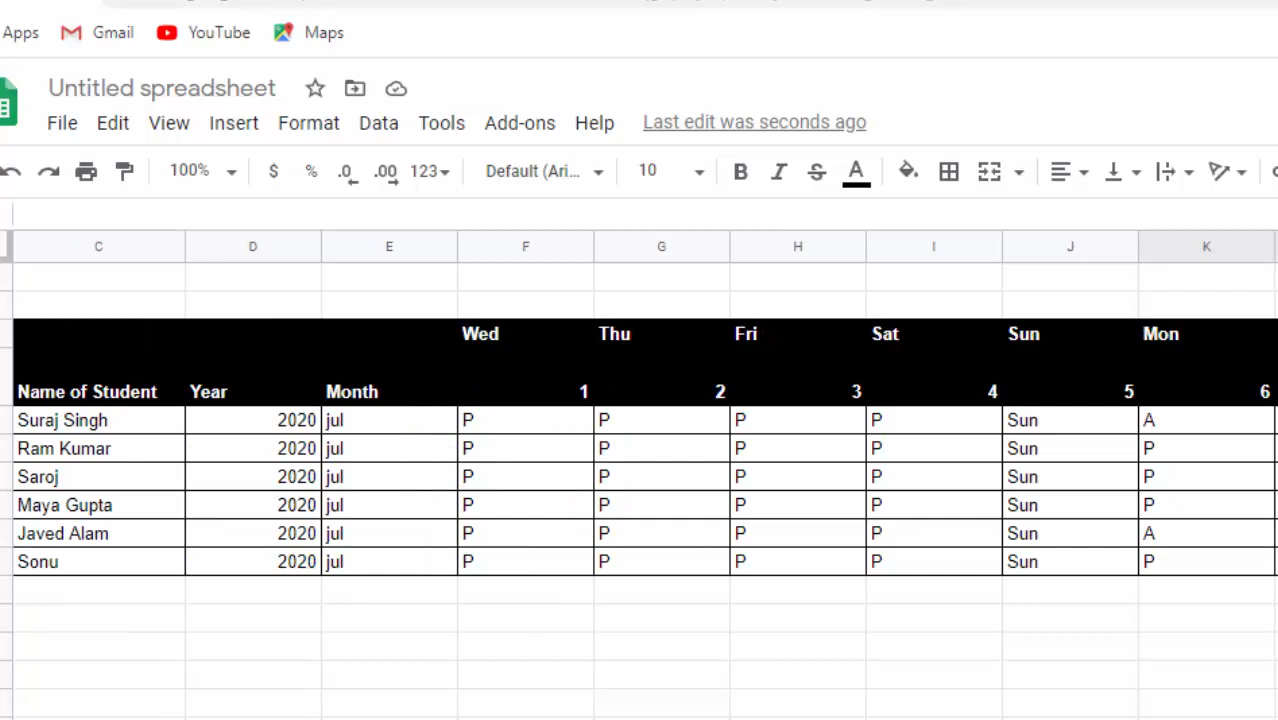 Apps Gmail YouTube Maps
Untitled spreadsheet
File Edit View Insert Format Data Tools Add-ons Help Last edit was seconds ago
100% $ % .0 .00 123 Default (Ari... 10 B I S A
C D E F G H I J K
Wed Thu Fri Sat Sun Mon
Name of Student Year Month 1 2 3 4 5 6
Suraj Singh 2020 jul P P P P Sun A
Ram Kumar 2020 jul P P P P Sun P
Saroj 2020 jul P P P P Sun P
Maya Gupta 2020 jul P P P P Sun P
Javed Alam 2020 jul P P P P Sun A
Sonu 2020 jul P P P P Sun P